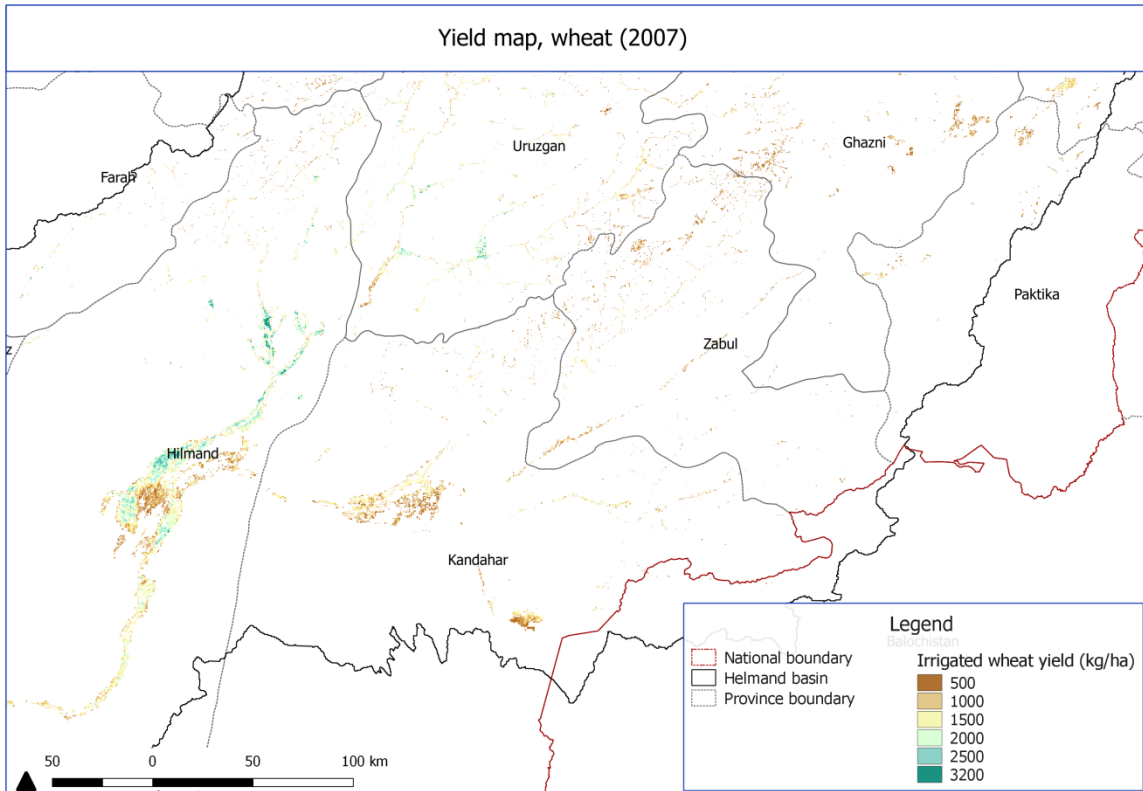 Yield map, wheat (2007)
Uruzgan
Ghazni
Farah
Paktika
Zabul
z
Hilmand
Kandahar
Legend
Balochistan
National boundary
Helmand basin
Province boundary
Irrigated wheat yield (kg/ha)
500
1000
1500
2000
2500
3200
50 0 50 100 km